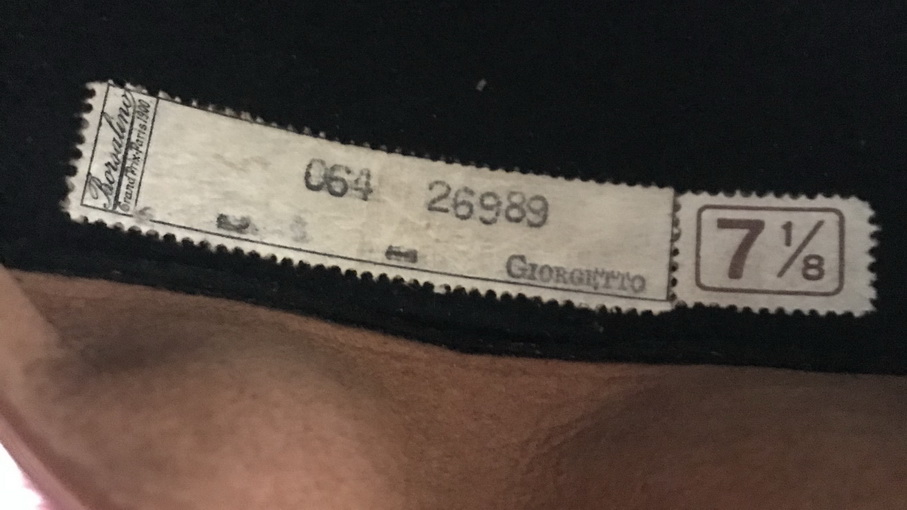 Borsalino
Grand Prix-Paris 1900
064 26989
GIORGETTO
7 1/8